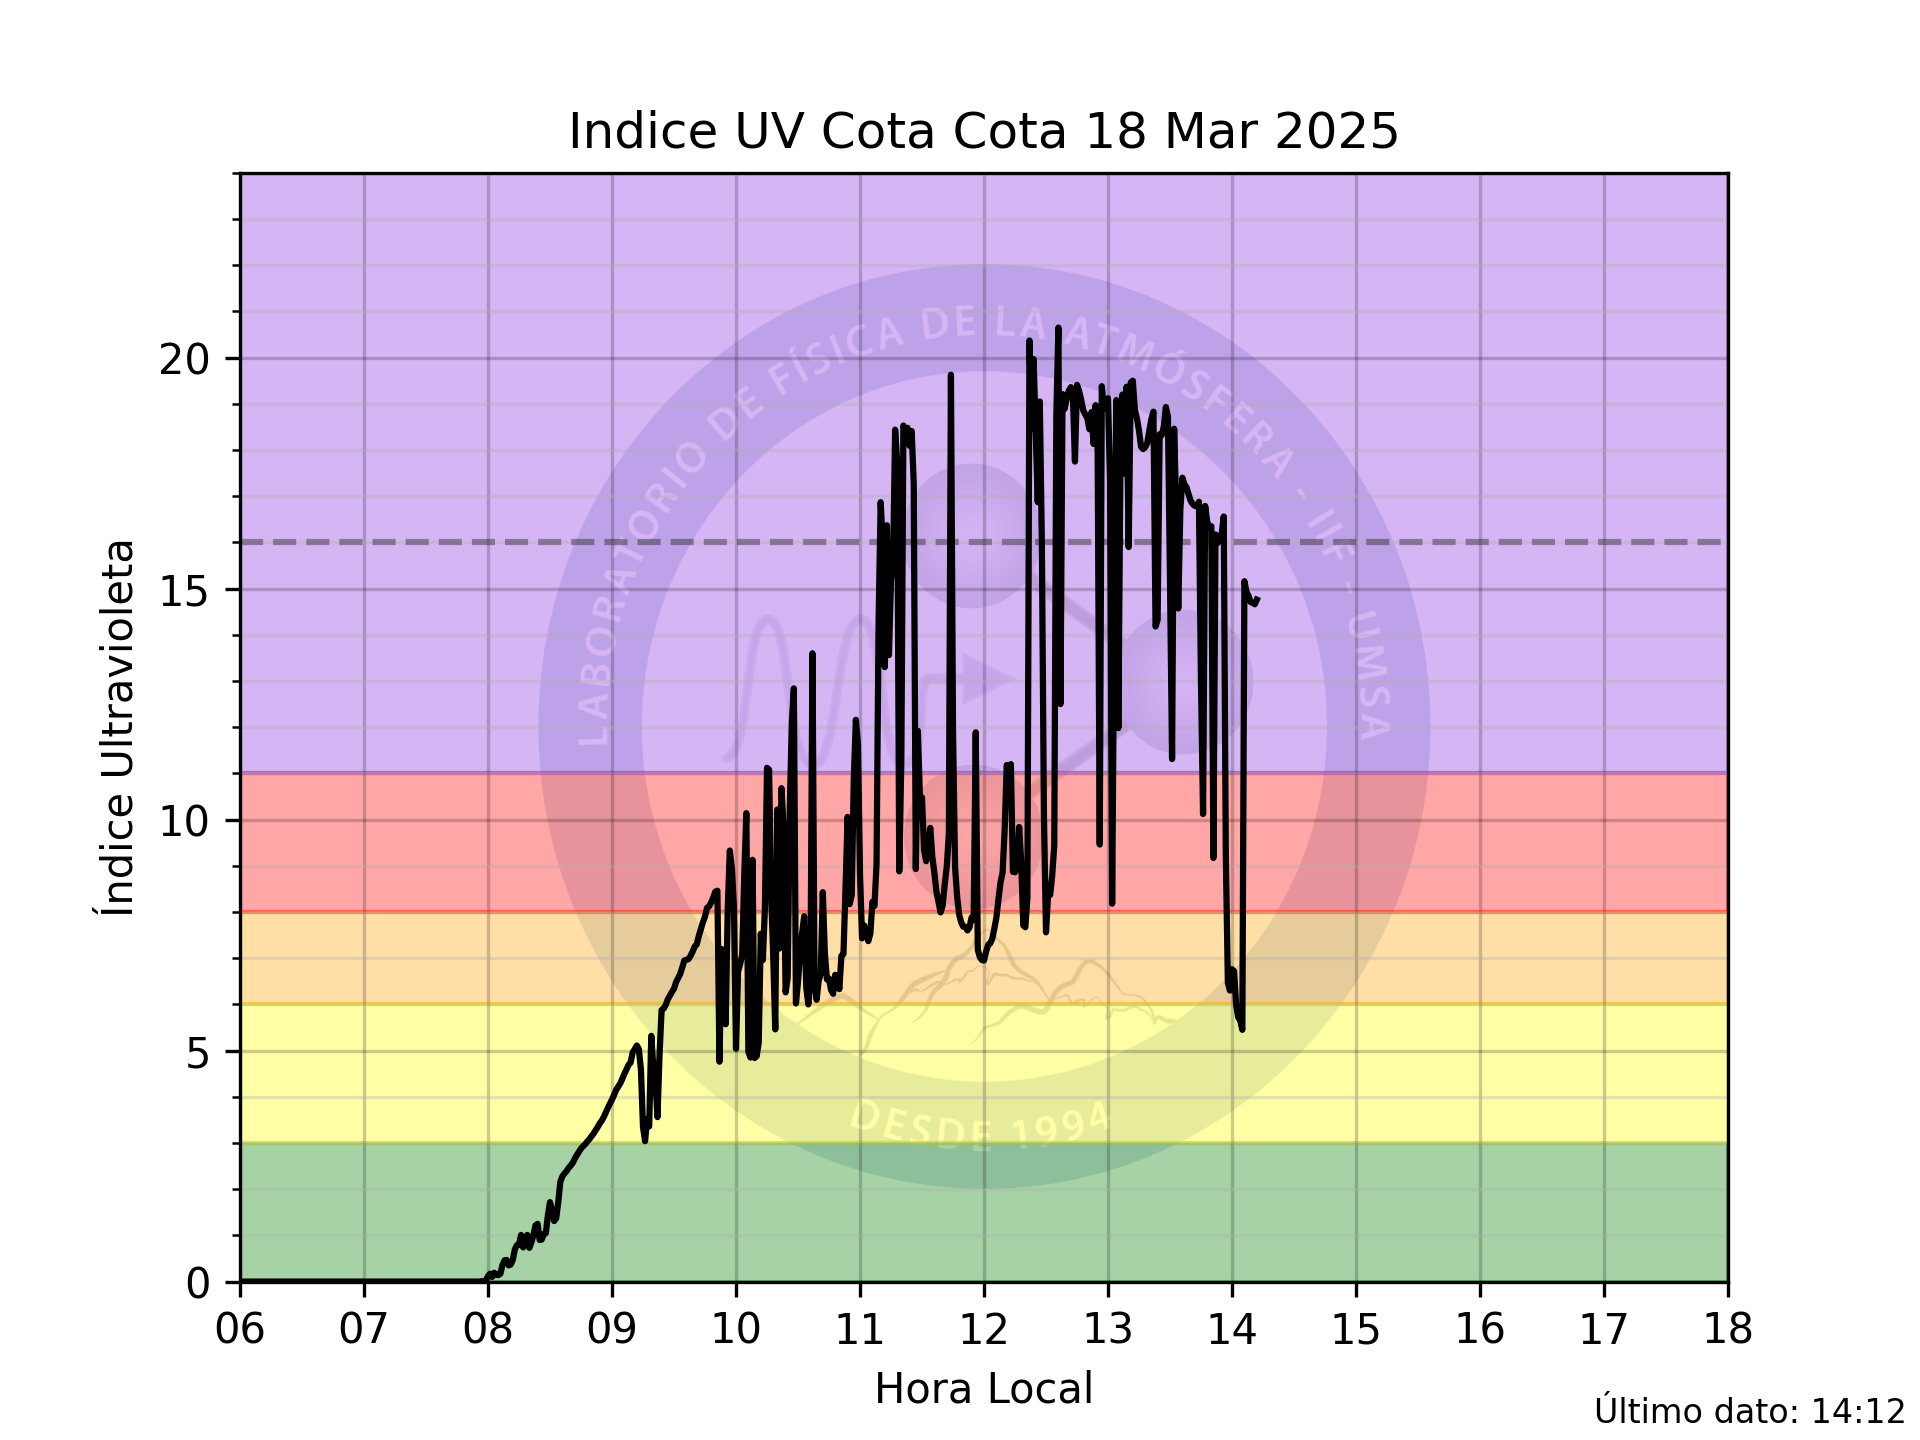 Indice UV Cota Cota 18 Mar 2025
Índice Ultravioleta
20
15
10
5
0
LABORATORIO DE FÍSICA DE LA ATMÓSFERA - IIF - UMSA
DESDE 1994
06 07 08 09 10 11 12 13 14 15 16 17 18
Hora Local
Último dato: 14:12